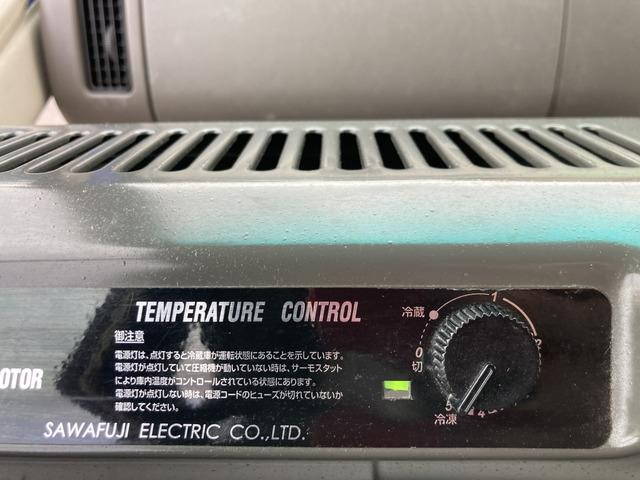 TEMPERATURE CONTROL
御注意
電源灯は、点灯すると冷蔵庫が運転状態にあることを示しています。
電源灯が点灯していて圧縮機が動いていない時は、サーモスタット
により庫内温度がコントロールされている状態にあります。
電源灯が点灯しない時は、電源コードのヒューズが切れていないか
確認してください。
OTOR
SAWAFUJI ELECTRIC CO.,LTD.
冷蔵
1
0
切
5
4
冷凍